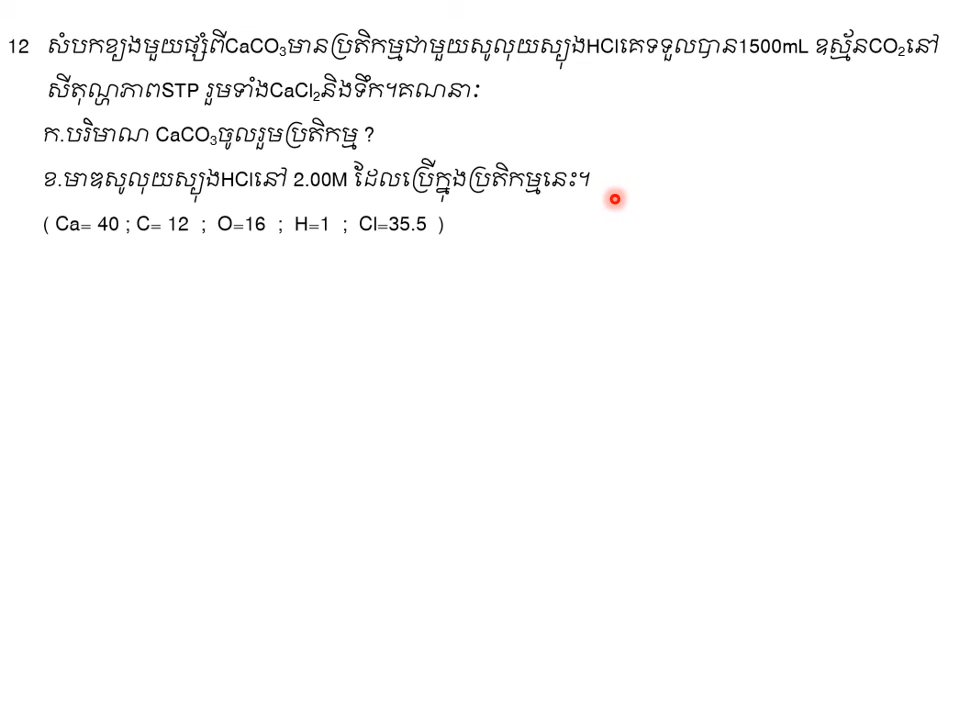 12 សំបកខ្យងមួយផ្សំពីCaCO₃មានប្រតិកម្មជាមួយសូលុយស្យុងHClគេទទួលបាន1500mL ឧស្ម័នCO₂នៅ
សីតុណ្ហភាពSTP រួមទាំងCaCl₂និងទឹក។គណនា:
ក.បរិមាណ CaCO₃ចូលរួមប្រតិកម្ម ?
ខ.មាឌសូលុយស្យុងHClនៅ 2.00M ដែលប្រើក្នុងប្រតិកម្មនេះ។
( Ca= 40 ; C= 12 ; O=16 ; H=1 ; Cl=35.5 )